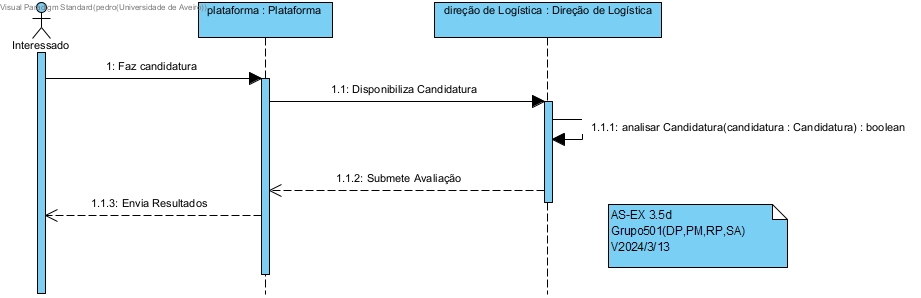 Visual Paradigm Standard(pedro(Universidade de Aveiro
plataforma : Plataforma
direção de Logística : Direção de Logística
Interessado
1: Faz candidatura
1.1: Disponibiliza Candidatura
1.1.1: analisar Candidatura(candidatura : Candidatura) : boolean
1.1.2: Submete Avaliação
1.1.3: Envia Resultados
AS-EX 3.5d
Grupo501(DP,PM,RP,SA)
V2024/3/13